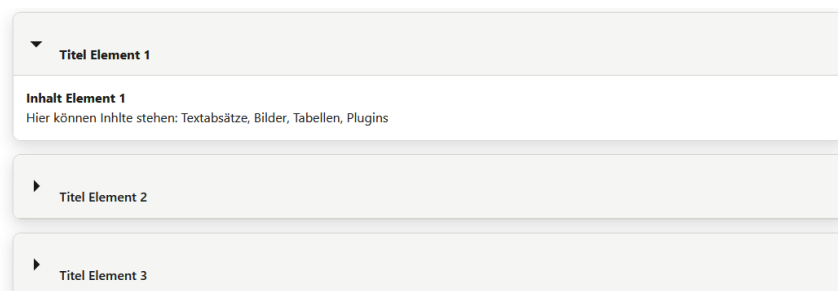 Titel Element 1
Inhalt Element 1
Hier können Inhlte stehen: Textabsätze, Bilder, Tabellen, Plugins
Titel Element 2
Titel Element 3